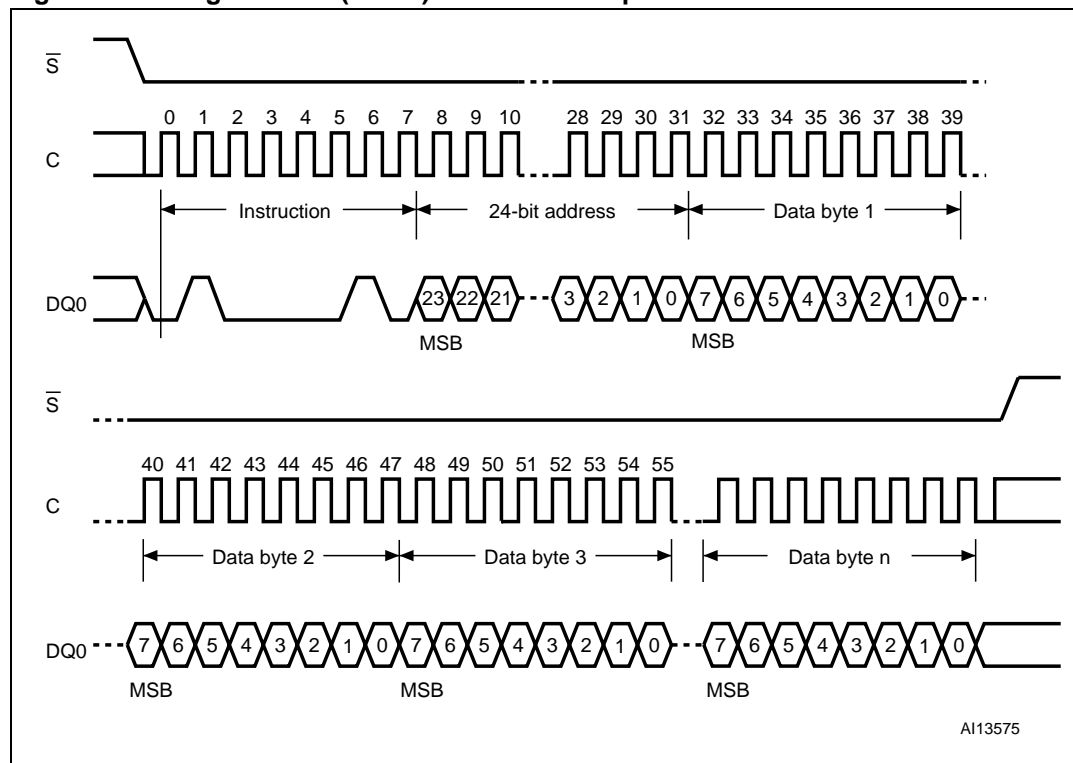 S
0 1 2 3 4 5 6 7 8 9 10 28 29 30 31 32 33 34 35 36 37 38 39
C
Instruction 24-bit address Data byte 1
DQ0 23 22 21 3 2 1 0 7 6 5 4 3 2 1 0
MSB MSB
S
40 41 42 43 44 45 46 47 48 49 50 51 52 53 54 55
C
Data byte 2 Data byte 3 Data byte n
DQ0 7 6 5 4 3 2 1 0 7 6 5 4 3 2 1 0 7 6 5 4 3 2 1 0
MSB MSB MSB
AI13575